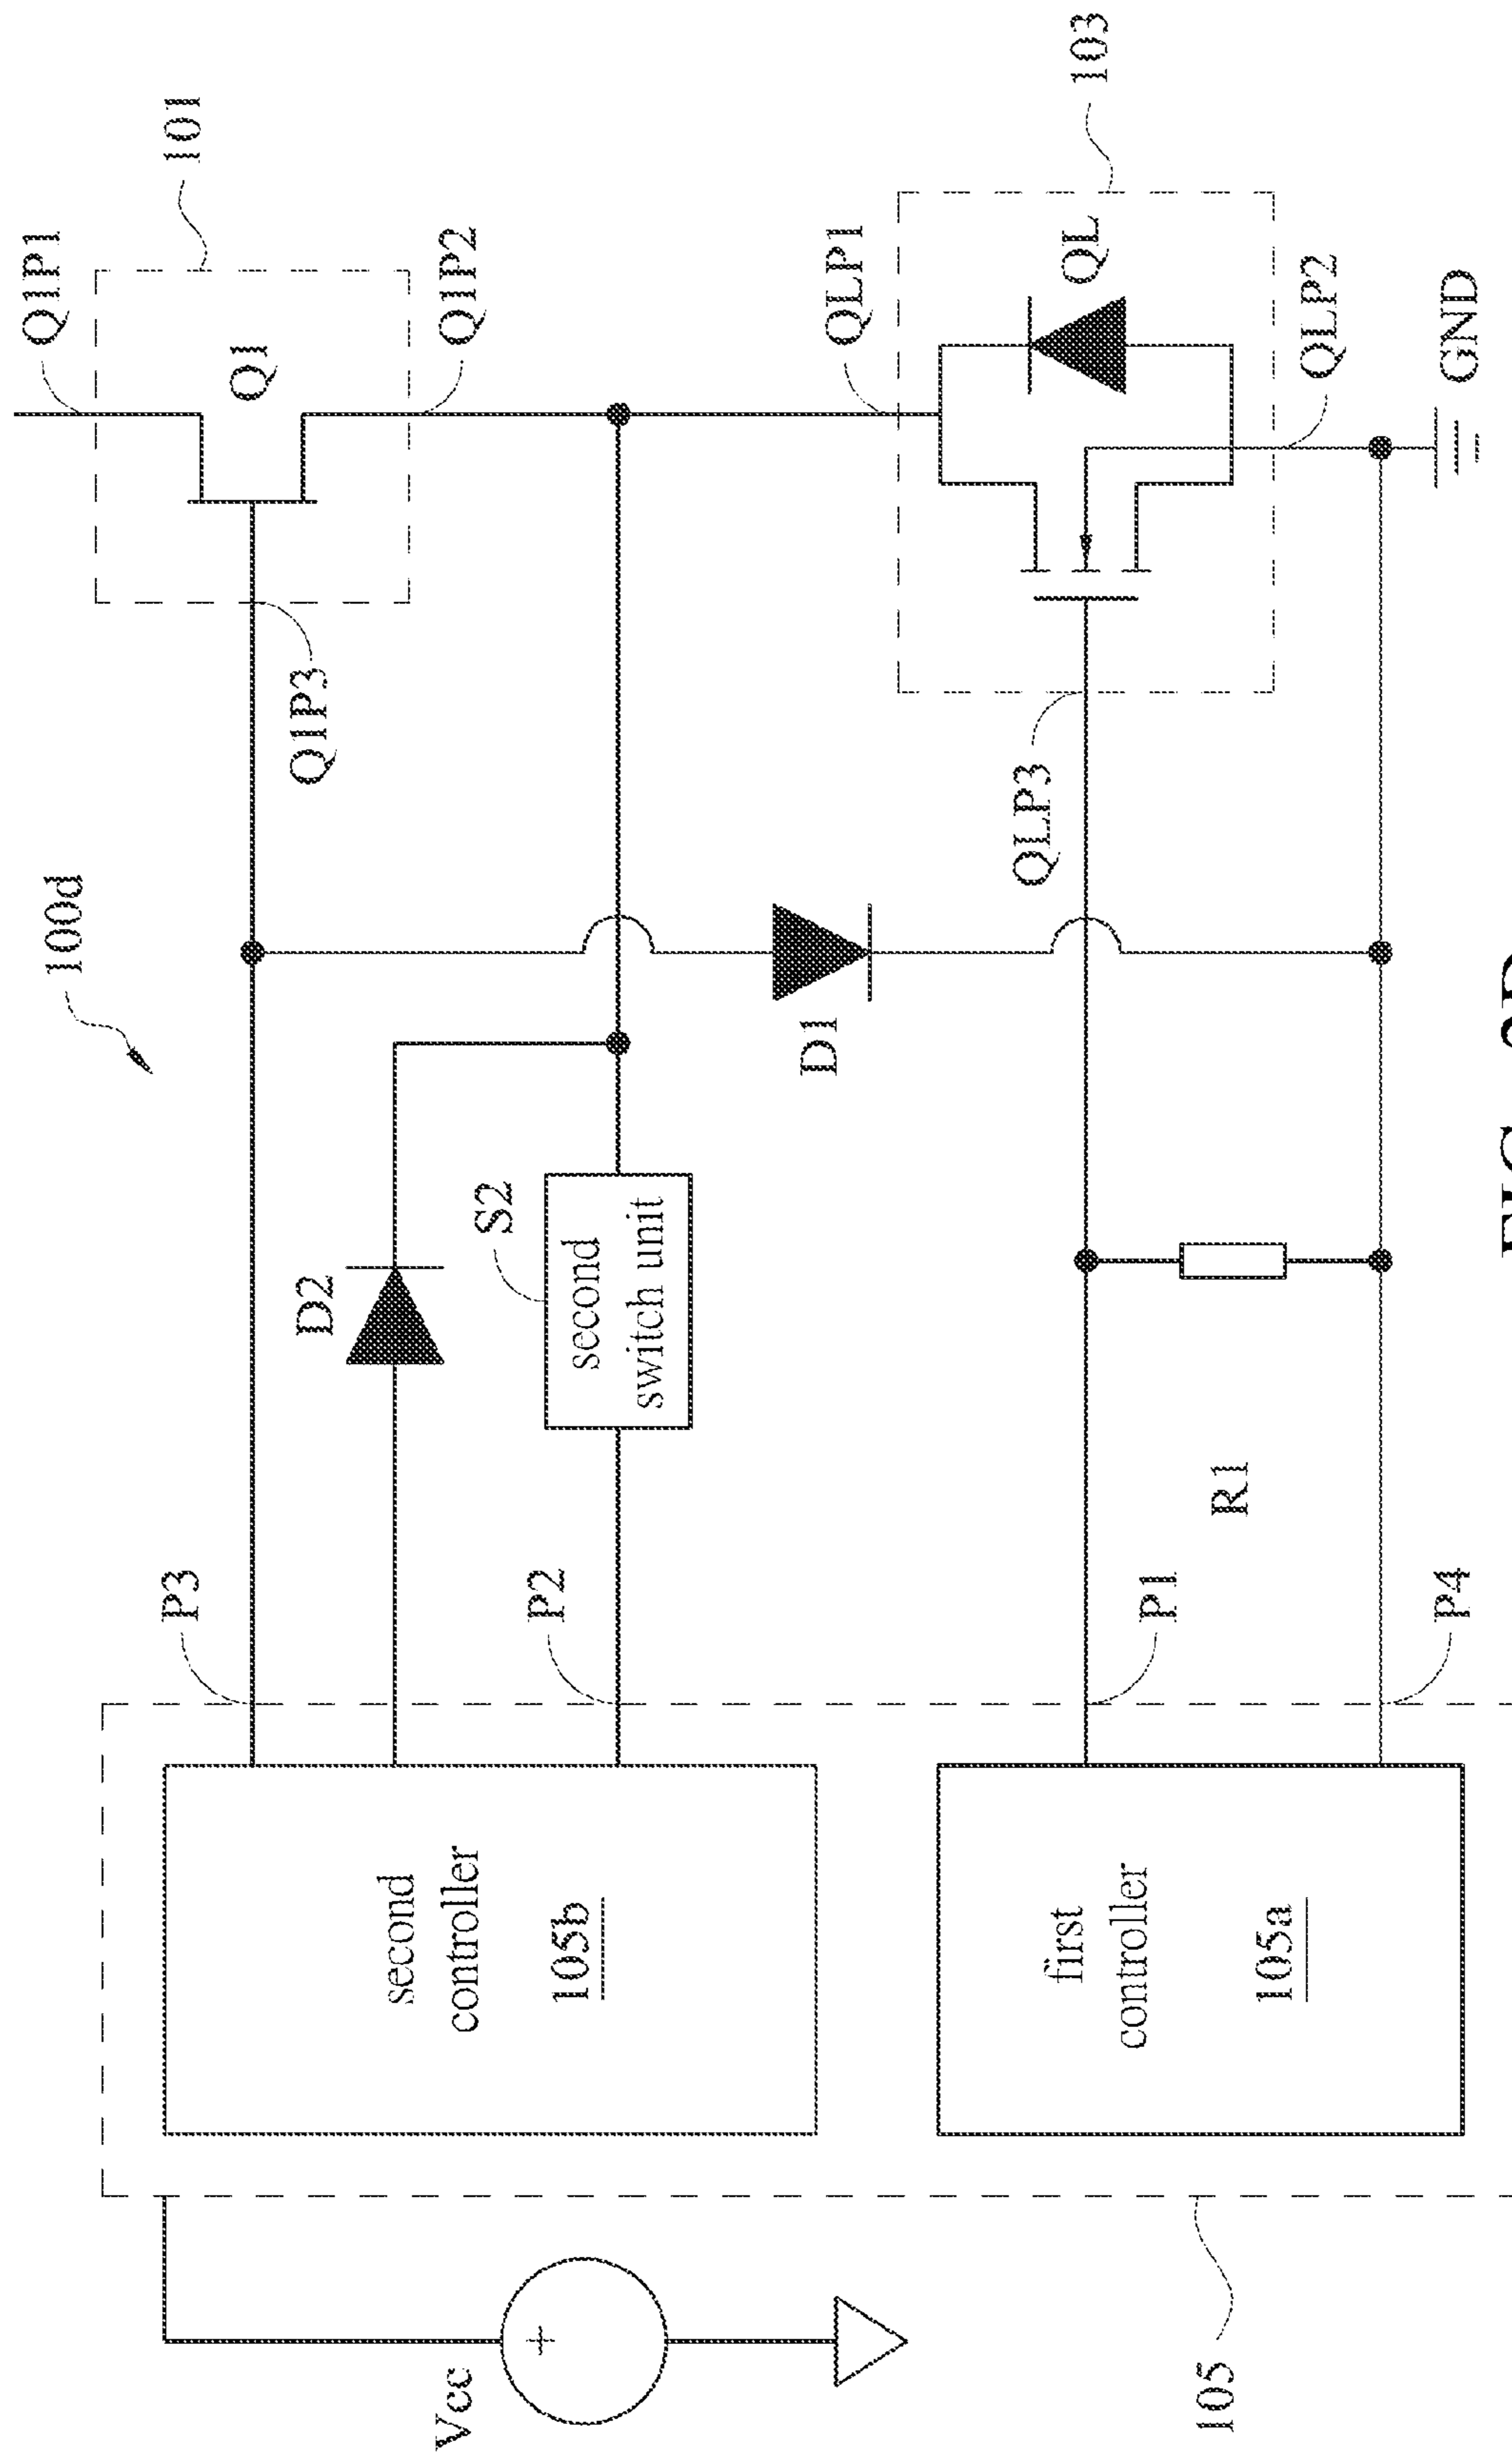 100d
Q1P1
101
Q1
Q1P2
Q1P3
P3
D2
S2
second
switch unit
P2
D1
second
controller
105b
Vcc
+
QLP1
103
QL
QLP3
QLP2
GND
P1
R1
P4
first
controller
105a
105
FIG